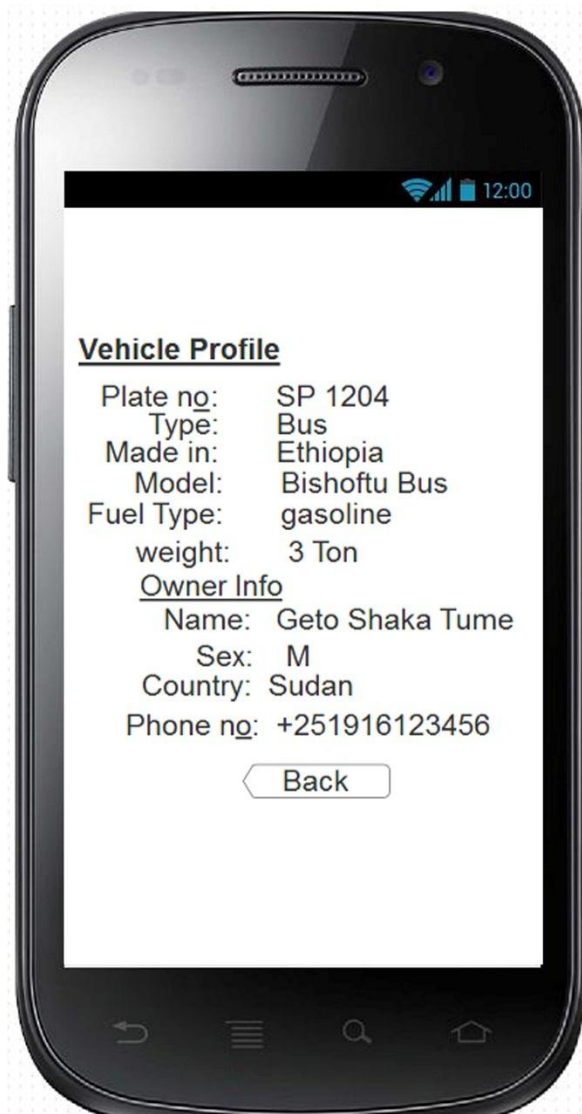 12:00
Vehicle Profile
Plate no: SP 1204
Type: Bus
Made in: Ethiopia
Model: Bishoftu Bus
Fuel Type: gasoline
weight: 3 Ton
Owner Info
Name: Geto Shaka Tume
Sex: M
Country: Sudan
Phone no: +251916123456
Back